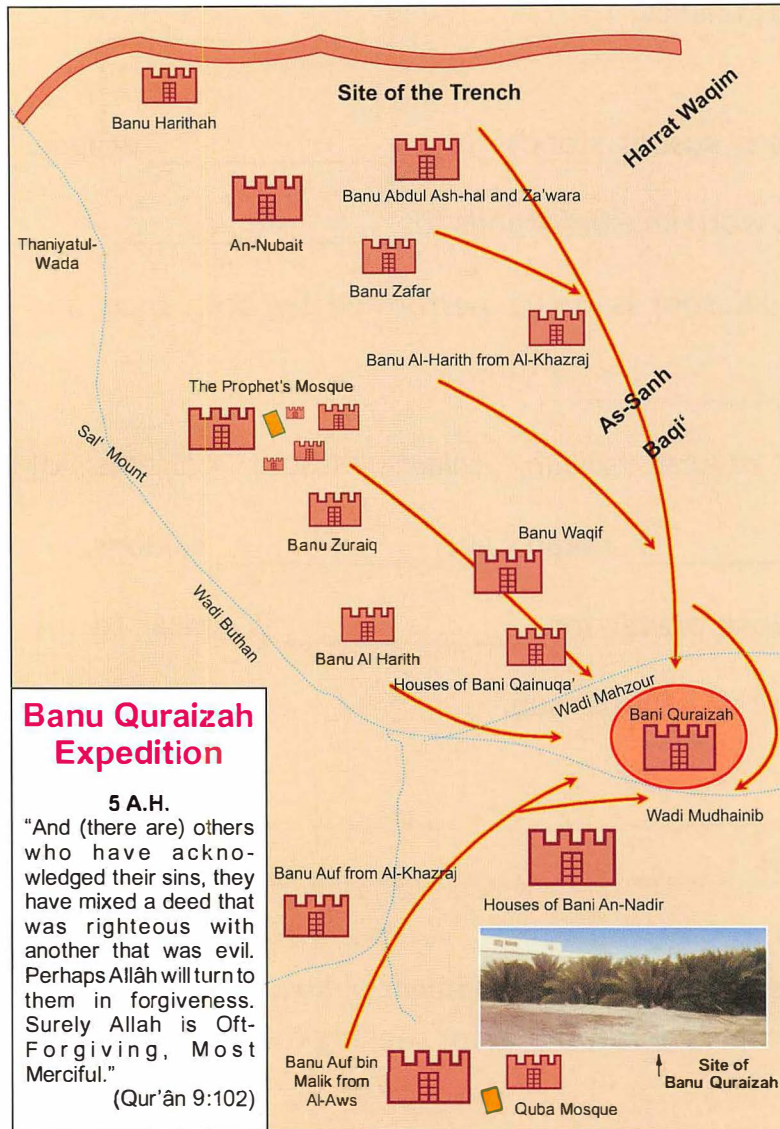 Banu Harithah
Site of the Trench
Harrat Waqim
Banu Abdul Ash-hal and Za'wara
An-Nubait
Thaniyatul-
Wada
Banu Zafar
Banu Al-Harith from Al-Khazraj
The Prophet's Mosque
As-Sanh
Baqi‘
Sal' Mount
Banu Zuraiq
Banu Waqif
Wadi Buthan
Banu Al Harith
Houses of Bani Qainuqa’
Wadi Mahzour
Bani Quraizah
Wadi Mudhainib
Banu Quraizah
Expedition
5 A.H.
“And (there are) others
who have ackno-
wledged their sins, they
have mixed a deed that
was righteous with
another that was evil.
Perhaps Allâh will turn to
them in forgiveness.
Surely Allah is Oft-
Forgiving, Most
Merciful.”
(Qur’ân 9:102)
Banu Auf from Al-Khazraj
Houses of Bani An-Nadir
Banu Auf bin
Malik from
Al-Aws
Quba Mosque
Site of
Banu Quraizah